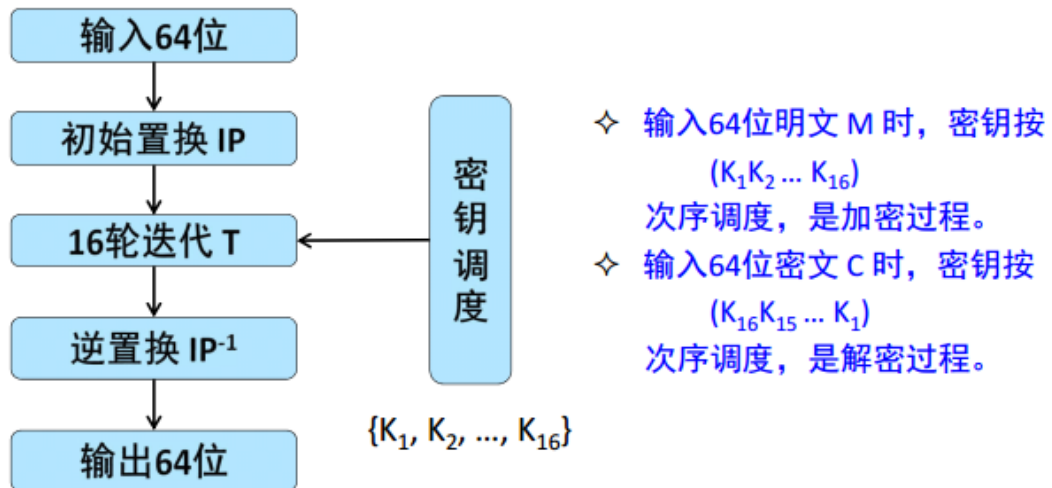 输入64位
初始置换 IP
16轮迭代 T
逆置换 IP⁻¹
输出64位
密钥调度
{K₁, K₂, ..., K₁₆}
✧ 输入64位明文 M 时，密钥按
(K₁K₂ ... K₁₆)
次序调度，是加密过程。
✧ 输入64位密文 C 时，密钥按
(K₁₆K₁₅ ... K₁)
次序调度，是解密过程。